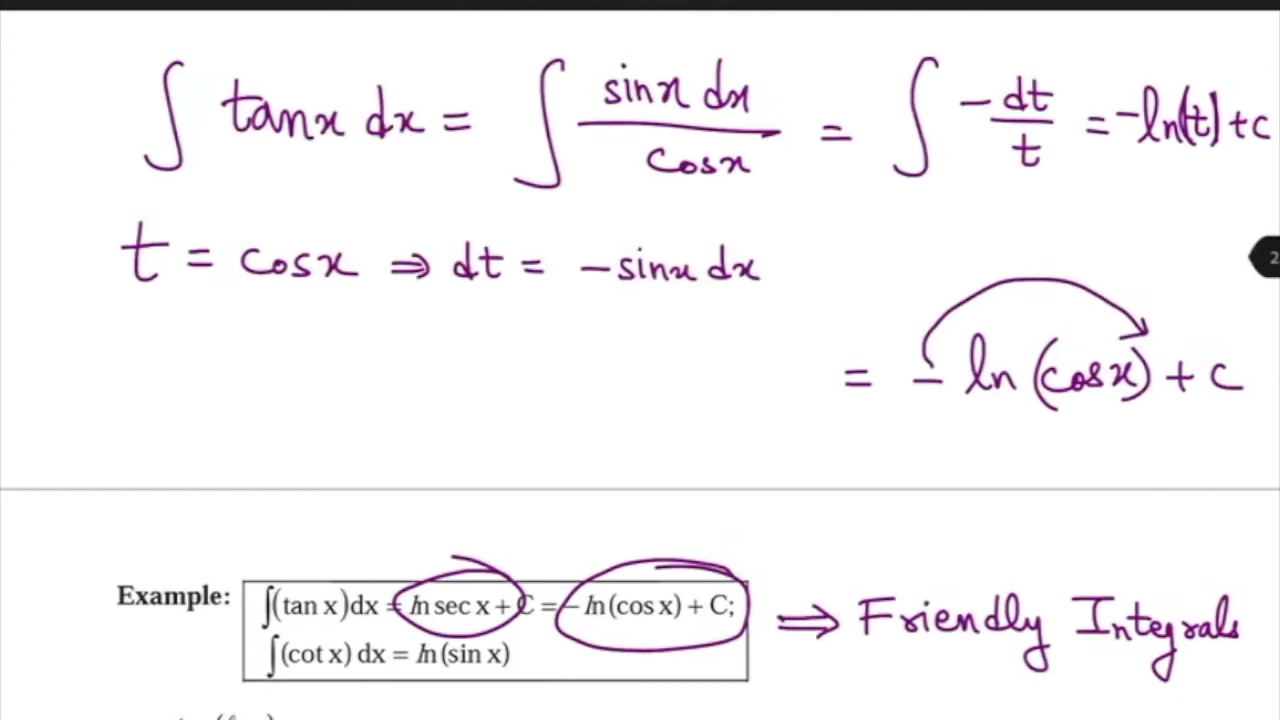 ∫ tanx dx = ∫ sinx dx / cosx = ∫ -dt / t = -ln(t) + c
t = cosx ⇒ dt = -sinx dx
= - ln (cosx) + c
2
Example: ∫(tan x)dx = ln sec x + C = - ln (cos x) + C; ⇒ Friendly Integrals
∫(cot x) dx = ln (sin x)